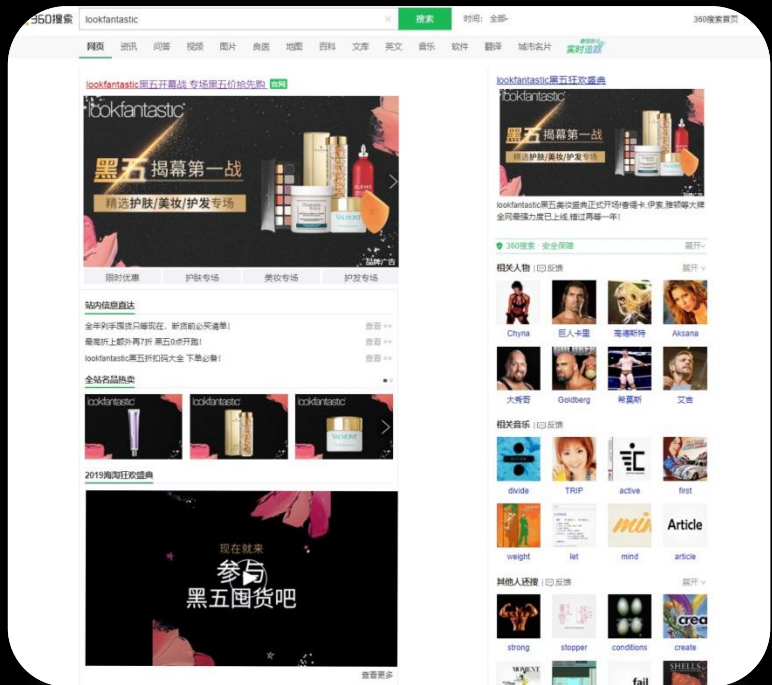 360搜索
lookfantastic
×
搜索
时间：
全部
360搜索首页
网页 资讯 问答 视频 图片 良医 地图 百科 文库 英文 音乐 软件 翻译 城市名片 实时追踪
lookfantastic黑五开幕战 专场黑五价抢先购 官网
lookfantastic
黑五 揭幕第一战
精选护肤/美妆/护发专场
VALMONT
品牌广告
限时优惠 护肤专场 美妆专场 护发专场
站内信息直达
全年剁手囤货只等现在，断货前必买清单！ 查看 >>
最高折上额外再7折 黑五0点开跑！ 查看 >>
lookfantastic黑五折扣码大全 下单必备！ 查看 >>
全站名品热卖
lookfantastic lookfantastic lookfantastic
VALMONT
2019海淘狂欢盛典
现在就来
参与
黑五囤货吧
查看更多
lookfantastic黑五狂欢盛典
lookfantastic
黑五 揭幕第一战
精选护肤/美妆/护发专场
品牌广告
lookfantastic黑五美妆盛典正式开场!香缇卡,伊索,雅顿等大牌
全网最强力度已上线,错过再等一年!
360搜索 · 安全保障 展开
相关人物 | 反馈 展开
Chyna 巨人卡里 高德斯特 Aksana
大秀哥 Goldberg 希莫斯 艾吉
相关音乐 | 反馈
divide TRIP active first
min Article
weight let mind article
其他人还搜 | 反馈 展开
crea
strong stopper conditions create
MOMENT fail SHELLS